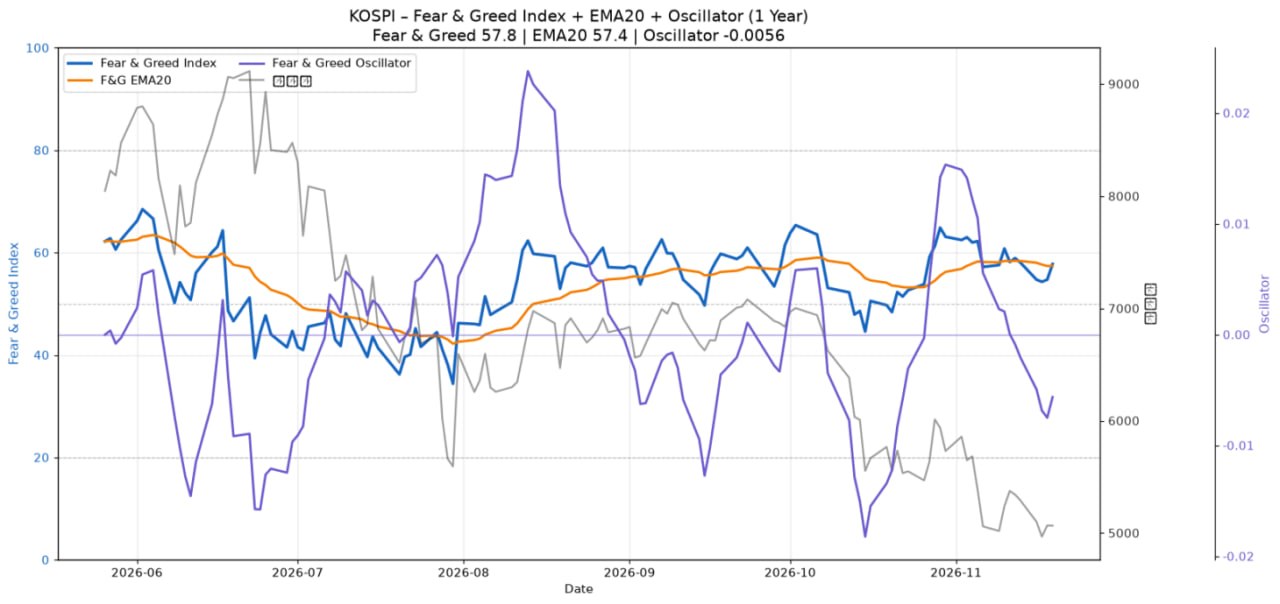 KOSPI – Fear & Greed Index + EMA20 + Oscillator (1 Year)
Fear & Greed 57.8 | EMA20 57.4 | Oscillator -0.0056
Fear & Greed Index
F&G EMA20
Fear & Greed Oscillator
Fear & Greed Index
100
80
60
40
20
0
9000
8000
7000
6000
5000
0.02
0.01
0.00
-0.01
-0.02
Oscillator
2026-06
2026-07
2026-08
2026-09
2026-10
2026-11
Date